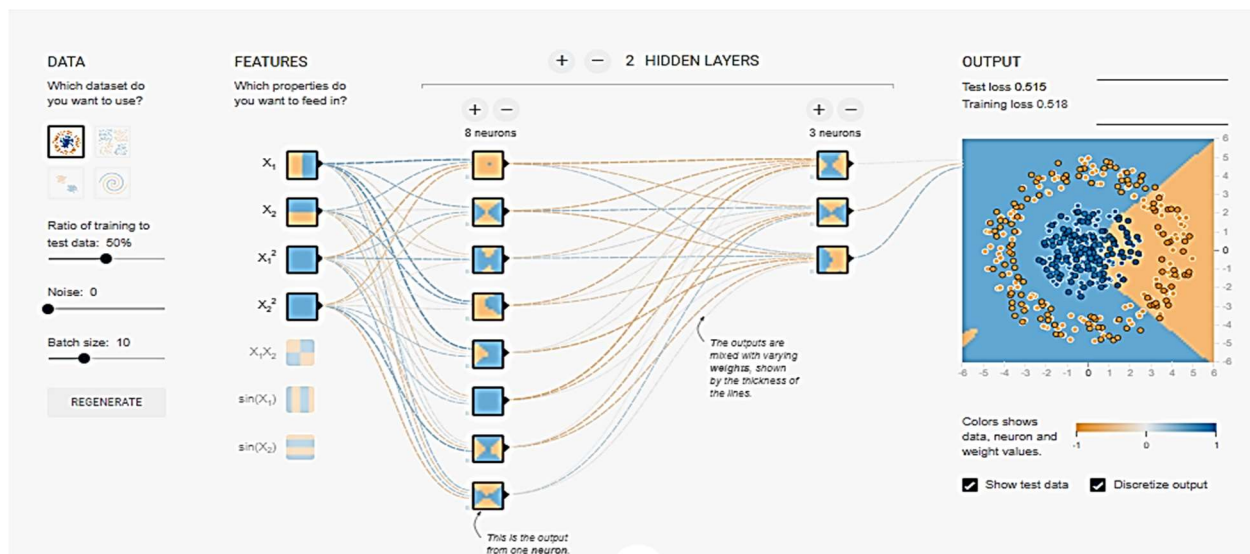 DATA
Which dataset do
you want to use?
Ratio of training to
test data: 50%
Noise: 0
Batch size: 10
REGENERATE
FEATURES
Which properties do
you want to feed in?
X₁
X₂
X₁²
X₂²
X₁X₂
sin(X₁)
sin(X₂)
+ − 2 HIDDEN LAYERS
+ −
8 neurons
+ −
3 neurons
The outputs are
mixed with varying
weights, shown
by the thickness of
the lines.
This is the output
from one neuron.
OUTPUT
Test loss 0.515
Training loss 0.518
6
5
4
3
2
1
0
-1
-2
-3
-4
-5
-6
-6 -5 -4 -3 -2 -1 0 1 2 3 4 5 6
Colors shows
data, neuron and
weight values.
-1 0 1
Show test data
Discretize output